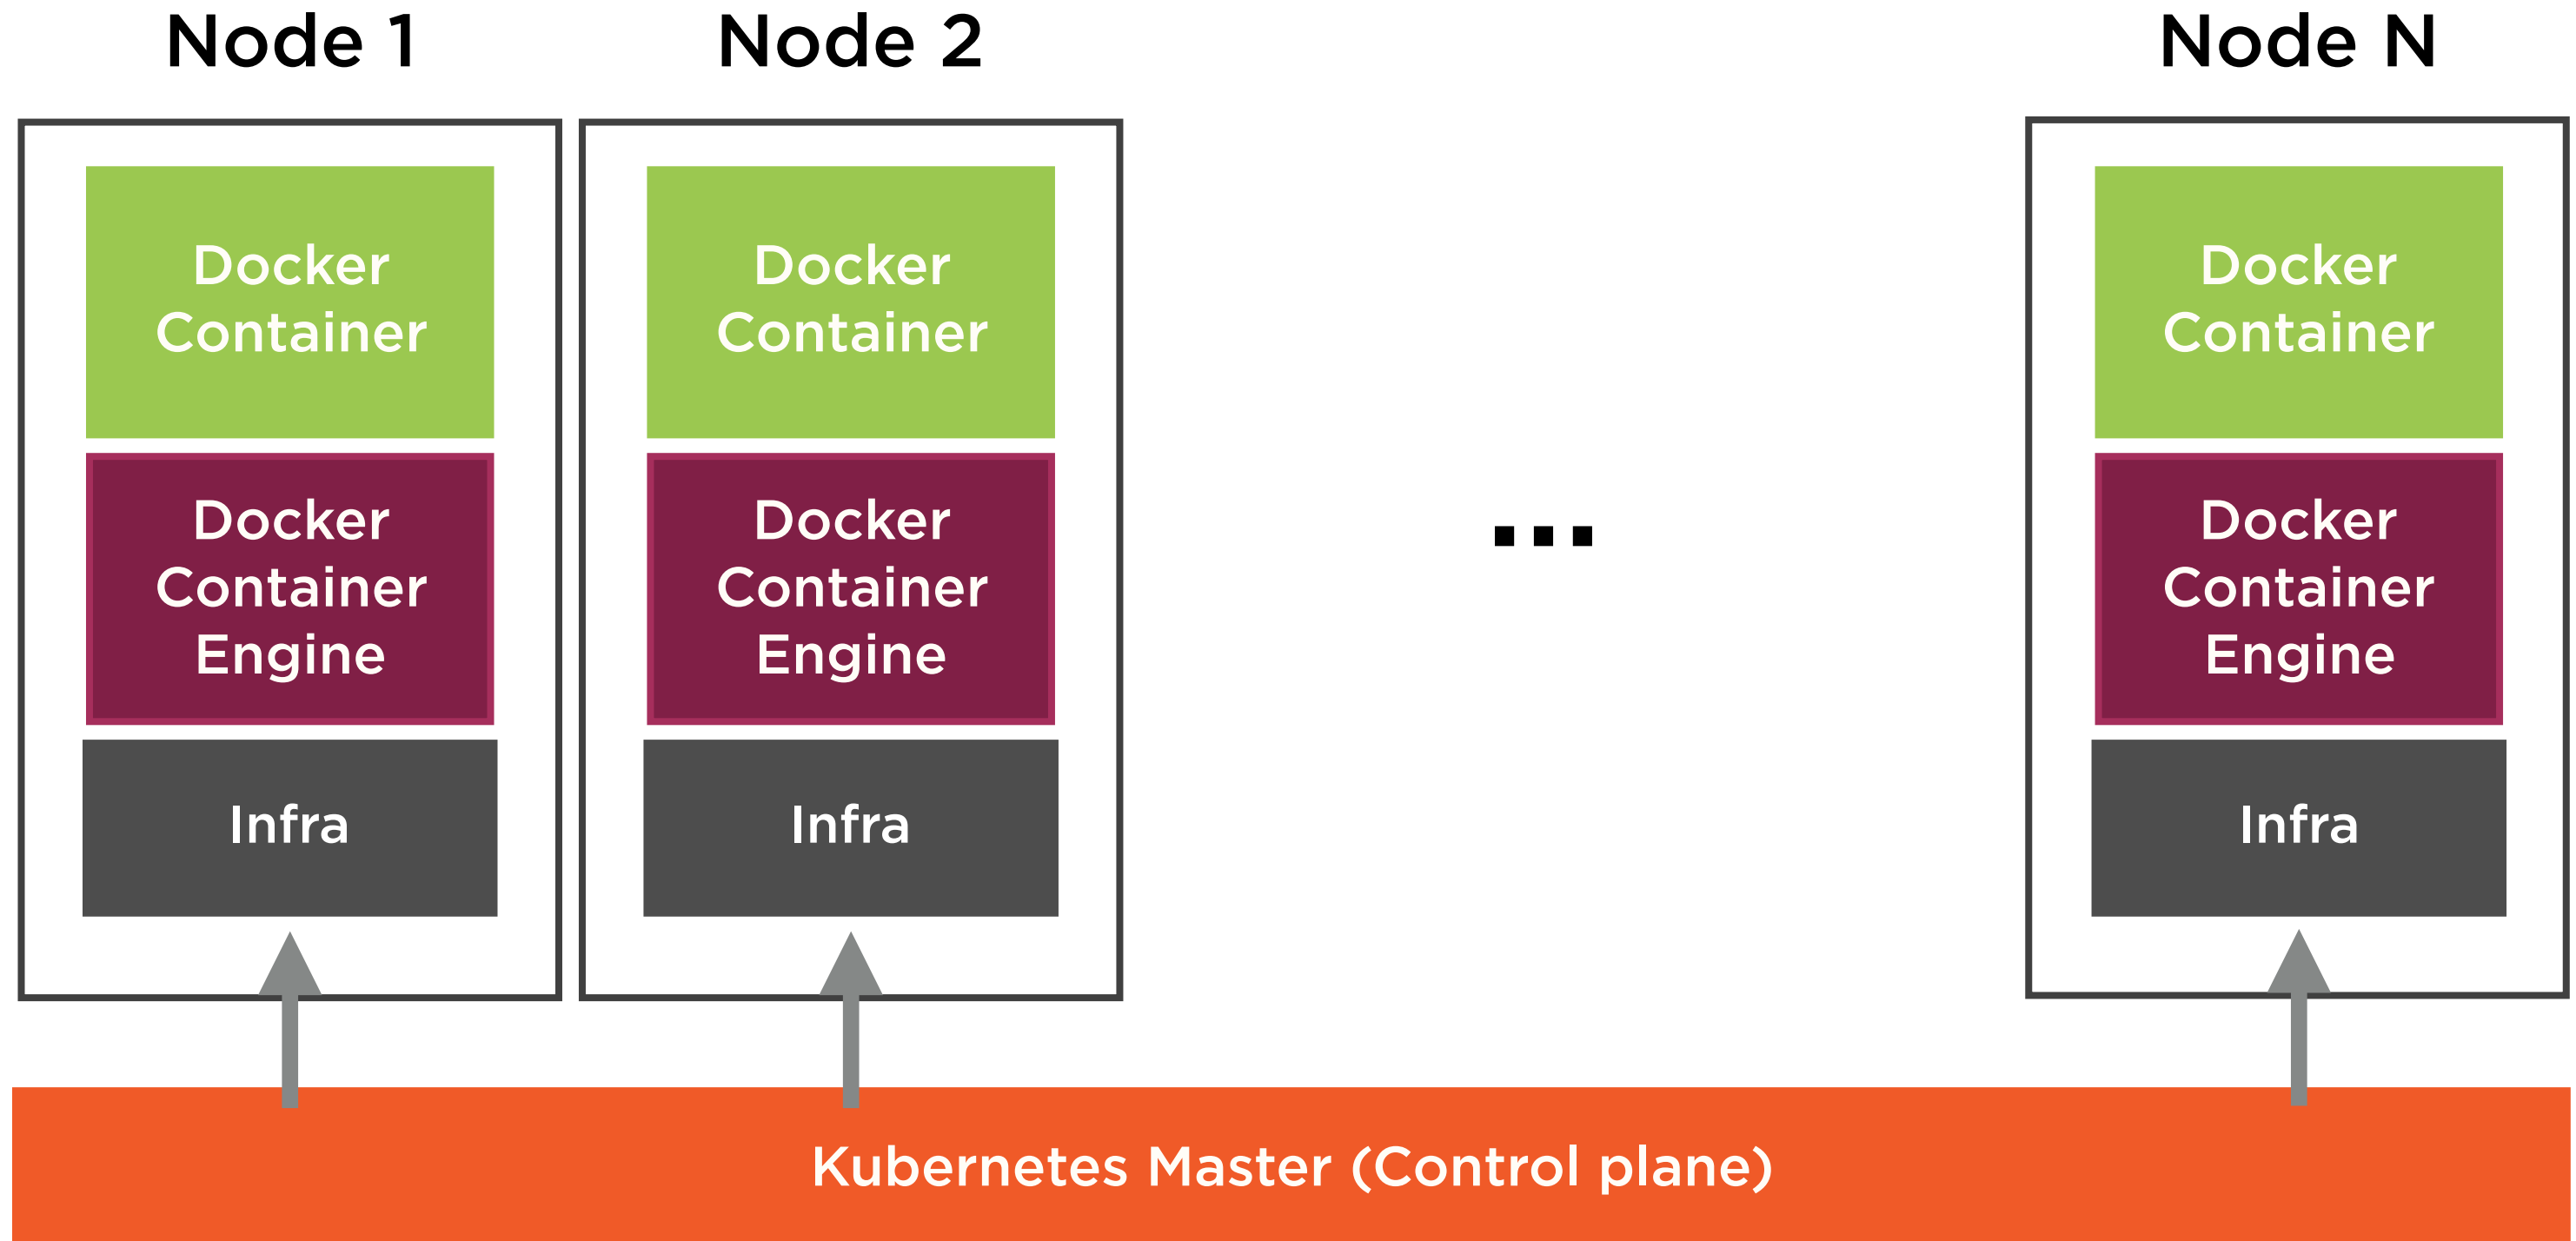 Node 1
Docker
Container
Docker
Container
Engine
Infra
Node 2
Docker
Container
Docker
Container
Engine
Infra
...
Node N
Docker
Container
Docker
Container
Engine
Infra
Kubernetes Master (Control plane)